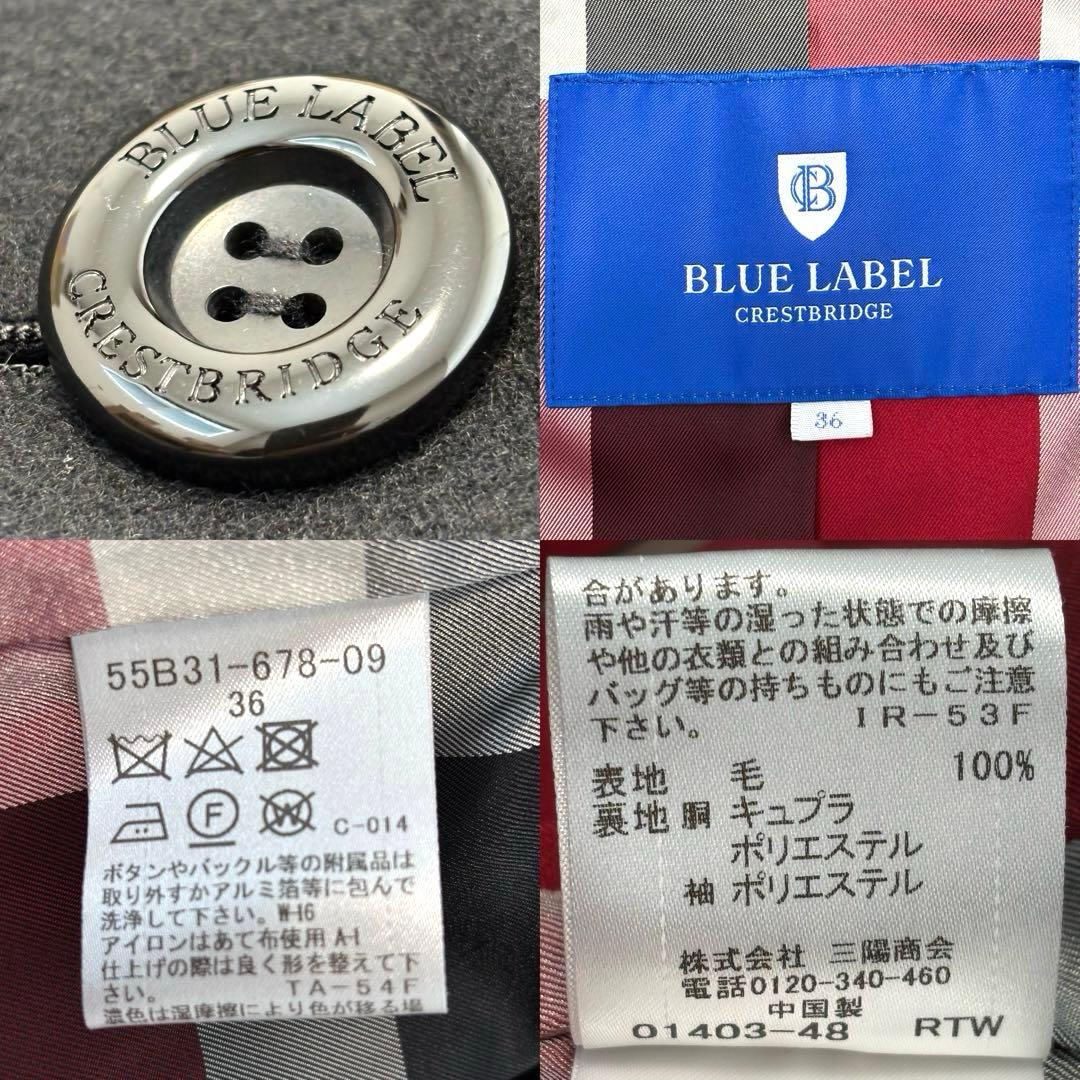 BLUE LABEL
CRESTBRIDGE
CB
BLUE LABEL
CRESTBRIDGE
36
55B31-678-09
36
F
W
C-014
ボタンやバックル等の附属品は
取り外すかアルミ箔等に包んで
洗浄して下さい。W-16
アイロンはあて布使用 A-1
仕上げの際は良く形を整えて下
さい。 TA-54F
濃色は湿摩擦により色が移る場
合があります。
雨や汗等の湿った状態での摩擦
や他の衣類との組み合わせ及び
バッグ等の持ちものにもご注意
下さい。 IR-53F
表地 毛 100%
裏地 胴 キュプラ
ポリエステル
袖 ポリエステル
株式会社 三陽商会
電話0120-340-460
中国製
01403-48 RTW